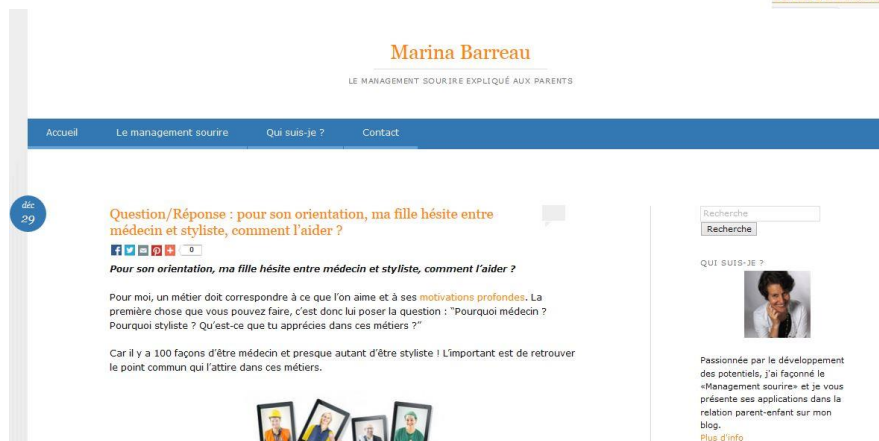 Marina Barreau
LE MANAGEMENT SOURIRE EXPLIQUÉ AUX PARENTS
Accueil Le management sourire Qui suis-je ? Contact
déc
29
Question/Réponse : pour son orientation, ma fille hésite entre
médecin et styliste, comment l'aider ?
0
Pour son orientation, ma fille hésite entre médecin et styliste, comment l'aider ?
Pour moi, un métier doit correspondre à ce que l'on aime et à ses motivations profondes. La
première chose que vous pouvez faire, c'est donc lui poser la question : "Pourquoi médecin ?
Pourquoi styliste ? Qu'est-ce que tu apprécies dans ces métiers ?"
Car il y a 100 façons d'être médecin et presque autant d'être styliste ! L'important est de retrouver
le point commun qui l'attire dans ces métiers.
Recherche
Recherche
QUI SUIS-JE ?
Passionnée par le développement
des potentiels, j'ai façonné le
«Management sourire» et je vous
présente ses applications dans la
relation parent-enfant sur mon
blog.
Plus d'info